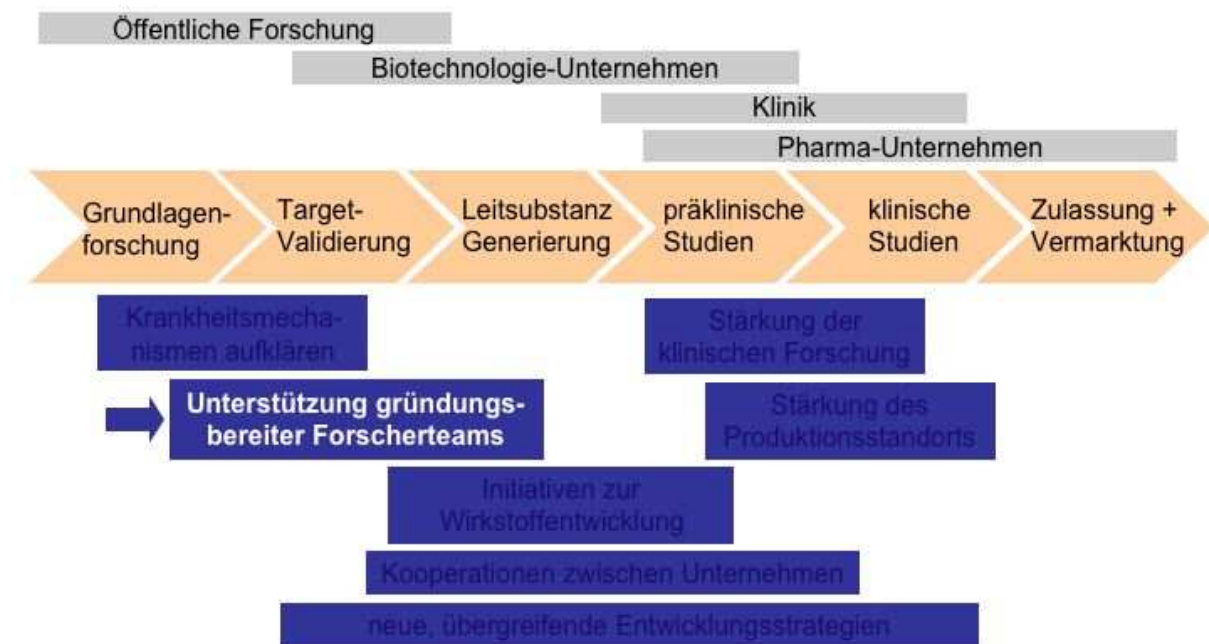 Öffentliche Forschung
Biotechnologie-Unternehmen
Klinik
Pharma-Unternehmen
Grundlagen-
forschung
Target-
Validierung
Leitsubstanz
Generierung
präklinische
Studien
klinische
Studien
Zulassung +
Vermarktung
Krankheitsmecha-
nismen aufklären
Stärkung der
klinischen Forschung
Unterstützung gründungs-
bereiter Forscherteams
Stärkung des
Produktionsstandorts
Initiativen zur
Wirkstoffentwicklung
Kooperationen zwischen Unternehmen
neue, übergreifende Entwicklungsstrategien